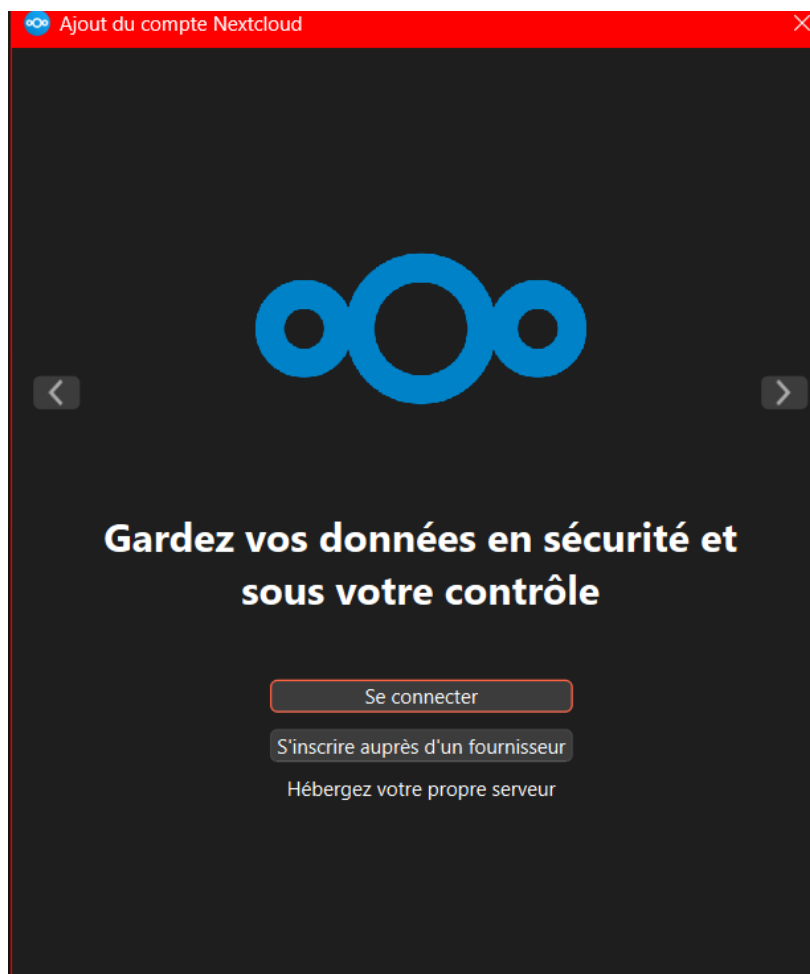 Ajout du compte Nextcloud
Gardez vos données en sécurité et
sous votre contrôle
Se connecter
S'inscrire auprès d'un fournisseur
Hébergez votre propre serveur